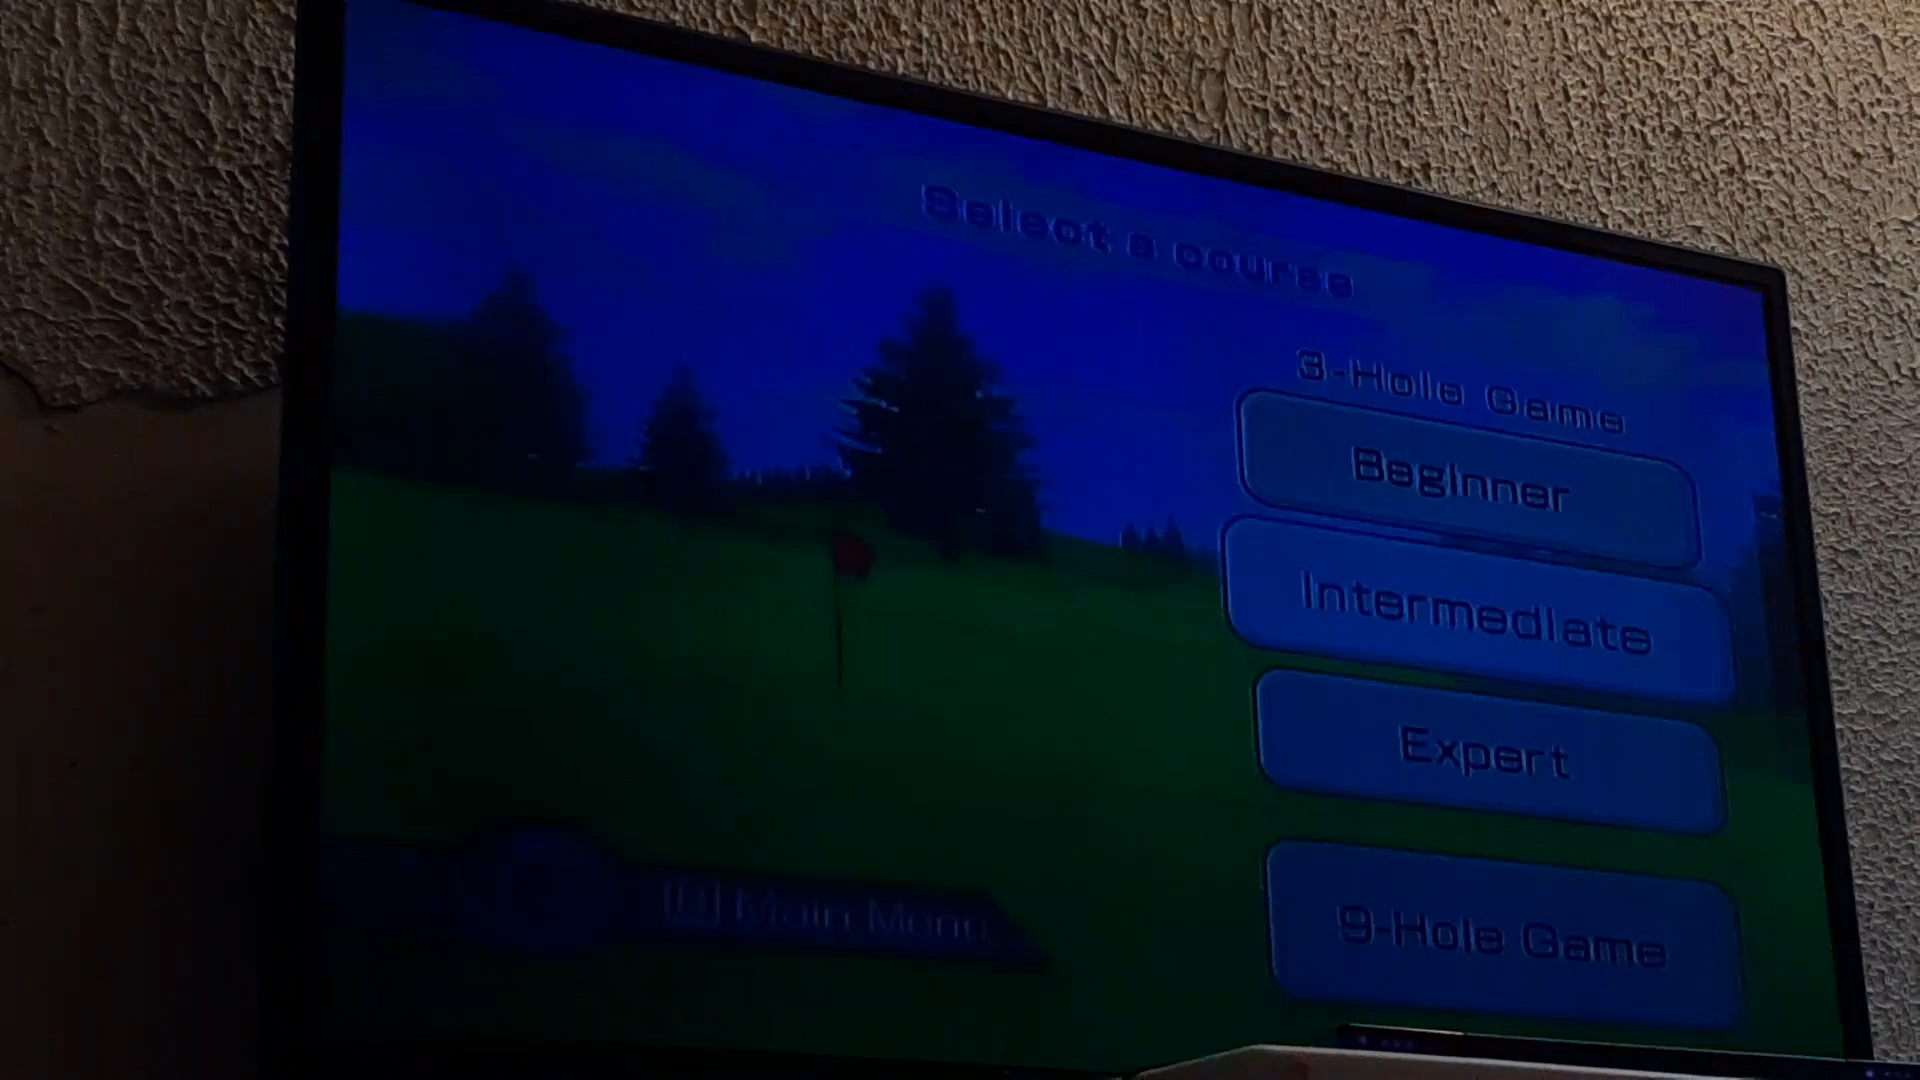 Select a course
3-Hole Game
Beginner
Intermediate
Expert
9-Hole Game
Main Menu